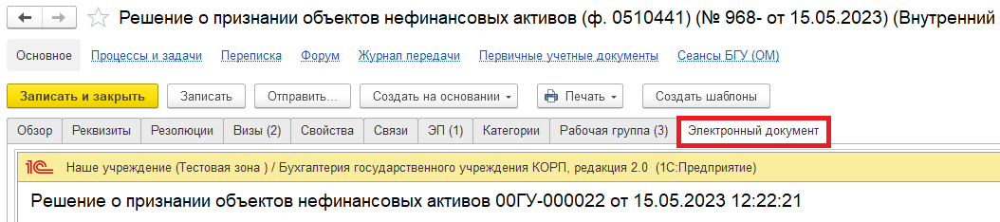 Решение о признании объектов нефинансовых активов (ф. 0510441) (№ 968- от 15.05.2023) (Внутренний
Основное Процессы и задачи Переписка Форум Журнал передачи Первичные учетные документы Сеансы БГУ (ОМ)
Записать и закрыть Записать Отправить... Создать на основании Печать Создать шаблоны
Обзор Реквизиты Резолюции Визы (2) Свойства Связи ЭП (1) Категории Рабочая группа (3) Электронный документ
1С Наше учреждение (Тестовая зона ) / Бухгалтерия государственного учреждения КОРП, редакция 2.0 (1С:Предприятие)
Решение о признании объектов нефинансовых активов 00ГУ-000022 от 15.05.2023 12:22:21